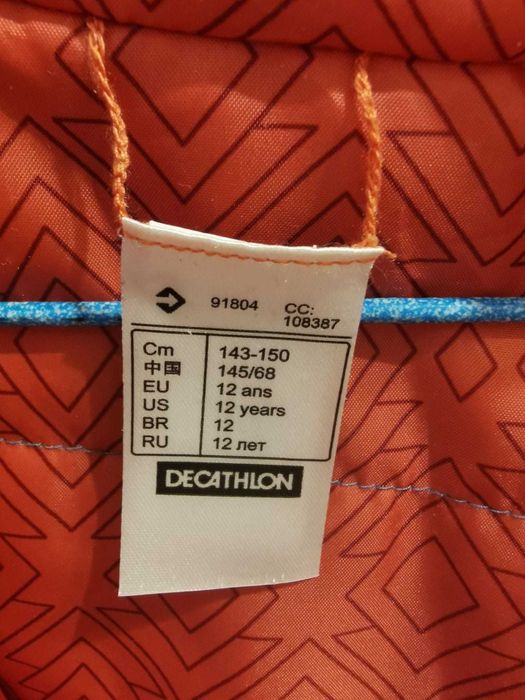 91804 CC: 108387
Cm 143-150
中国 145/68
EU 12 ans
US 12 years
BR 12
RU 12 лет
DECATHLON